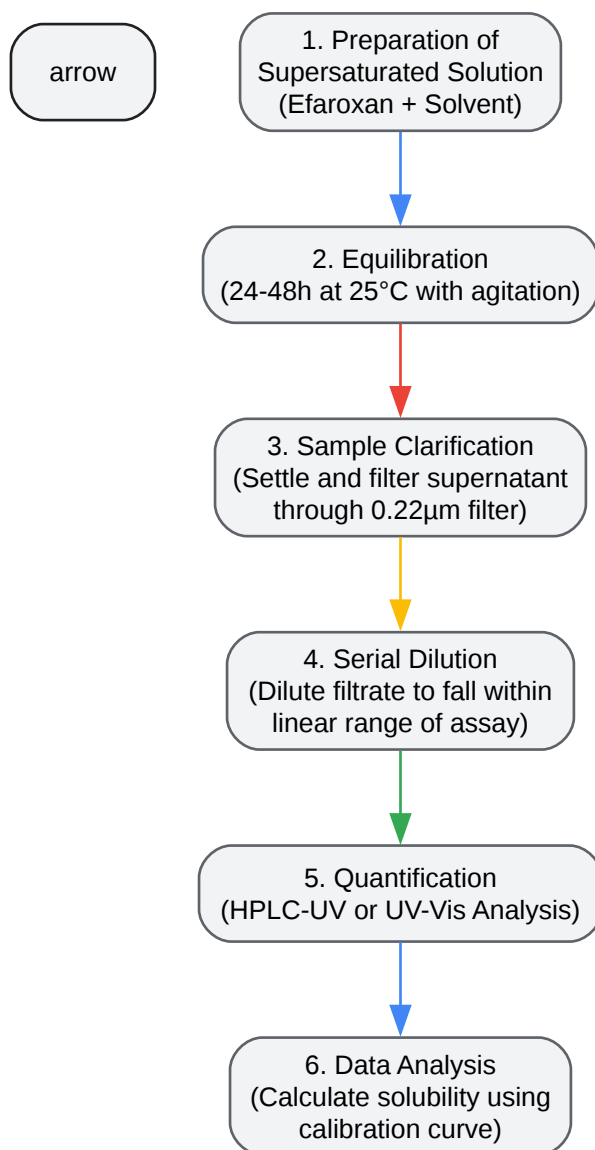 arrow
1. Preparation of
Supersaturated Solution
(Efaroxan + Solvent)
2. Equilibration
(24-48h at 25°C with agitation)
3. Sample Clarification
(Settle and filter supernatant
through 0.22µm filter)
4. Serial Dilution
(Dilute filtrate to fall within
linear range of assay)
5. Quantification
(HPLC-UV or UV-Vis Analysis)
6. Data Analysis
(Calculate solubility using
calibration curve)